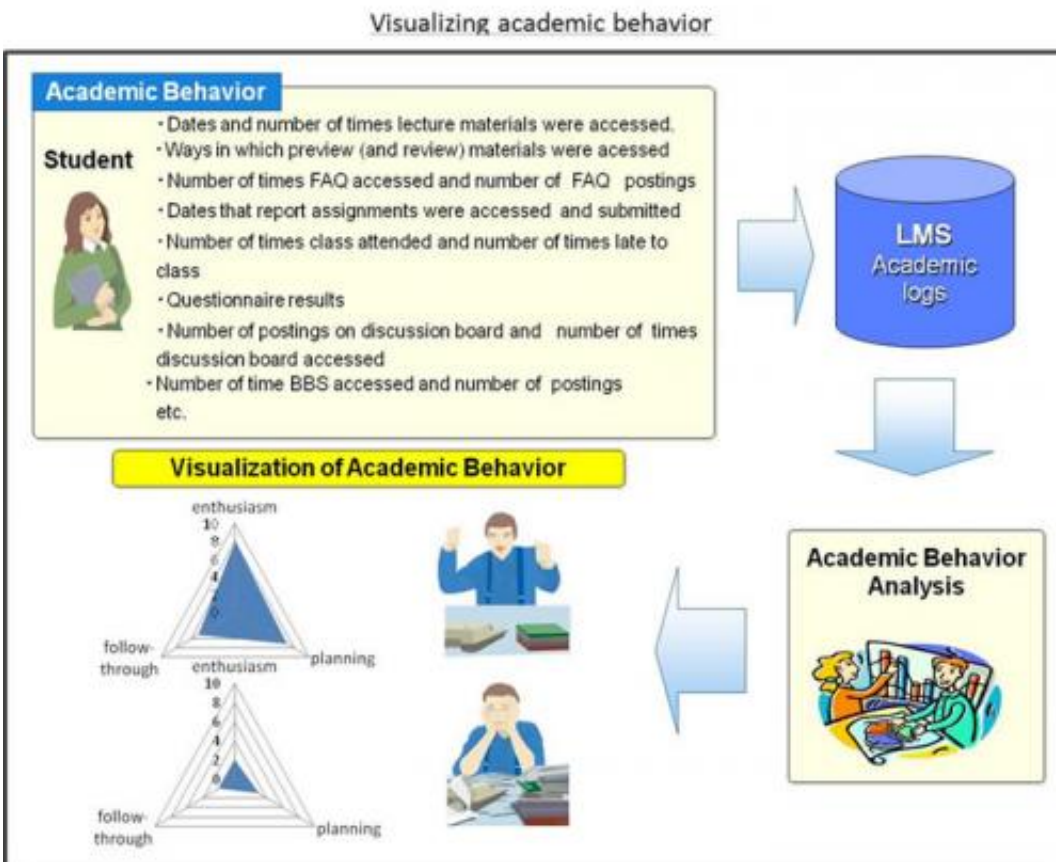 Visualizing academic behavior
Academic Behavior
Student
・Dates and number of times lecture materials were accessed.
・Ways in which preview (and review) materials were acessed
・Number of times FAQ accessed and number of FAQ postings
・Dates that report assignments were accessed and submitted
・Number of times class attended and number of times late to
class
・Questionnaire results
・Number of postings on discussion board and number of times
discussion board accessed
・Number of time BBS accessed and number of postings
etc.
LMS
Academic
logs
Academic Behavior
Analysis
Visualization of Academic Behavior
enthusiasm
10
8
6
4
2
0
follow-
through
planning
enthusiasm
10
8
6
4
2
0
follow-
through
planning